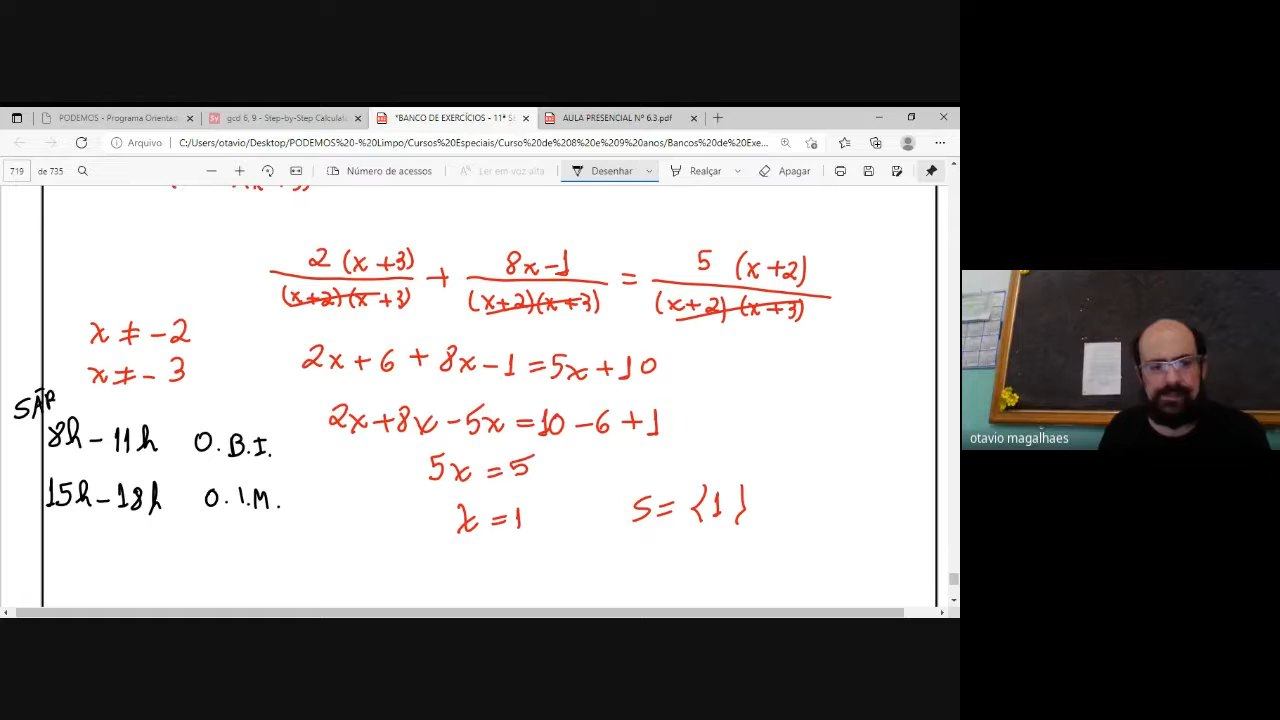 PODEMOS - Programa Orientad
gcd 6, 9 - Step-by-Step Calculat
*BANCO DE EXERCÍCIOS - 11ª S
AULA PRESENCIAL Nº 6.3.pdf
Arquivo
C:/Users/otavio/Desktop/PODEMOS%20-%20Limpo/Cursos%20Especiais/Curso%20de%208%20e%209%20anos/Bancos%20de%20Exe...
719 de 735
Número de acessos
Ler em voz alta
Desenhar
Realçar
Apagar
2 (x+3) / (x+2)(x+3) + 8x-1 / (x+2)(x+3) = 5 (x+2) / (x+2)(x+3)
x ≠ -2
x ≠ -3
2x+6 + 8x-1 = 5x+10
2x+8x-5x = 10-6+1
5x = 5
x = 1
S = {1}
SÁB
8h-11h O.B.I.
15h-18h O.I.M.
otavio magalhaes